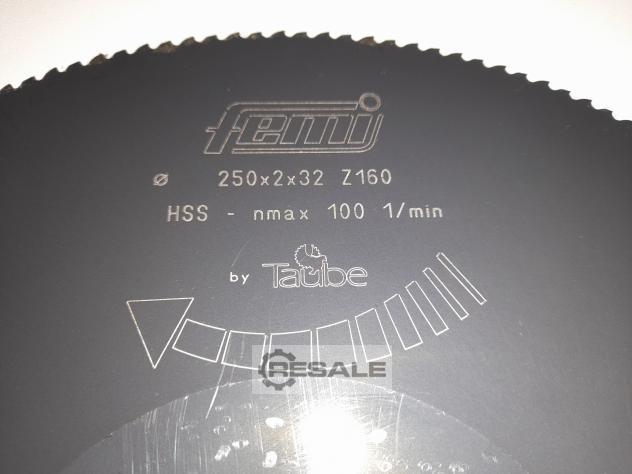 femi
ø 250x2x32 Z160
HSS - nmax 100 1/min
by Taube
RESALE